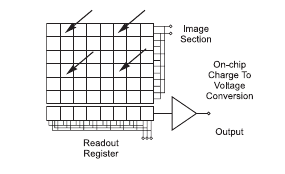 Image
Section
On-chip
Charge To
Voltage
Conversion
Output
Readout
Register